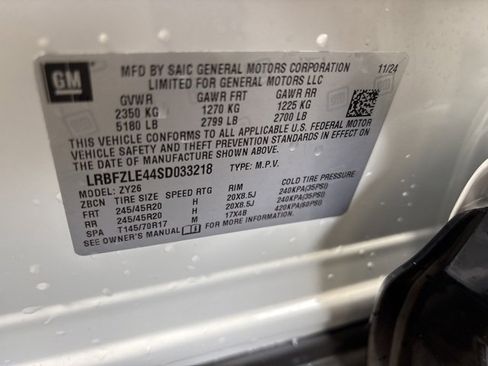 GM
MFD BY SAIC GENERAL MOTORS CORPORATION 11/24
LIMITED FOR GENERAL MOTORS LLC
GVWR GAWR FRT GAWR RR
2350 KG 1270 KG 1225 KG
5180 LB 2799 LB 2700 LB
THIS VEHICLE CONFORMS TO ALL APPLICABLE U.S. FEDERAL MOTOR
VEHICLE SAFETY AND THEFT PREVENTION STANDARDS IN EFFECT ON
THE DATE OF MANUFACTURE SHOWN ABOVE.
LRBFZLE44SD033218 TYPE: M.P.V.
MODEL: ZY26
ZBCN TIRE SIZE SPEED RTG RIM COLD TIRE PRESSURE
FRT 245/45R20 H 20X8.5J 240KPA(35PSI)
RR 245/45R20 H 20X8.5J 240KPA(35PSI)
SPA T145/70R17 17X4B 420KPA(60PSI)
SEE OWNER'S MANUAL FOR MORE INFORMATION.